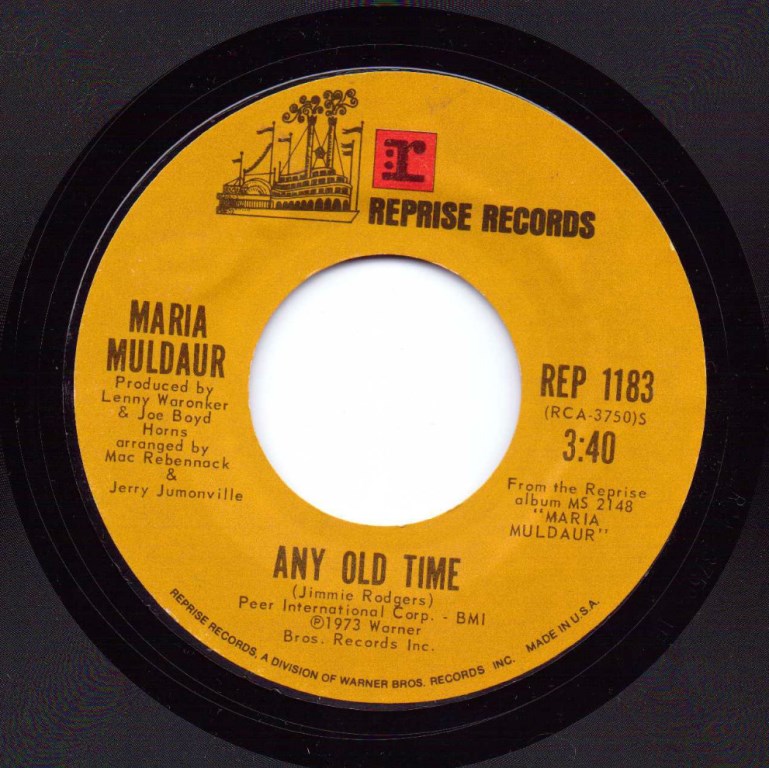 r
REPRISE RECORDS
MARIA
MULDAUR
Produced by
Lenny Waronker
& Joe Boyd
Horns
arranged by
Mac Rebennack
&
Jerry Jumonville
REP 1183
(RCA-3750)S
3:40
From the Reprise
album MS 2148
"MARIA
MULDAUR"
ANY OLD TIME
(Jimmie Rodgers)
Peer International Corp. - BMI
℗1973 Warner
Bros. Records Inc.
REPRISE RECORDS, A DIVISION OF WARNER BROS. RECORDS INC. MADE IN U.S.A.